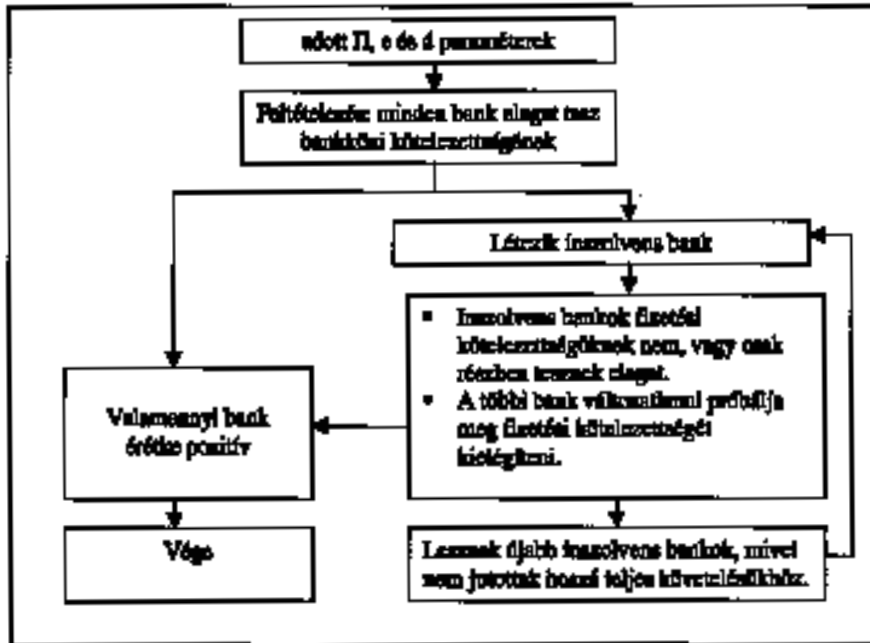 adott Π, e és d paraméterek
Feltételezés: minden bank eleget tesz
bankközi kötelezettségének
Létezik inszolvens bank
▪ Inszolvens bankok fizetési
kötelezettségüknek nem, vagy csak
részben tesznek eleget.
▪ A többi bank változatlanul próbálja
meg fizetési kötelezettségét
kielégíteni.
Valamennyi bank
érétke pozitív
Vége
Lesznek újabb inszolvens bankok, mivel
nem jutottak hozzá teljes követelésükhöz.